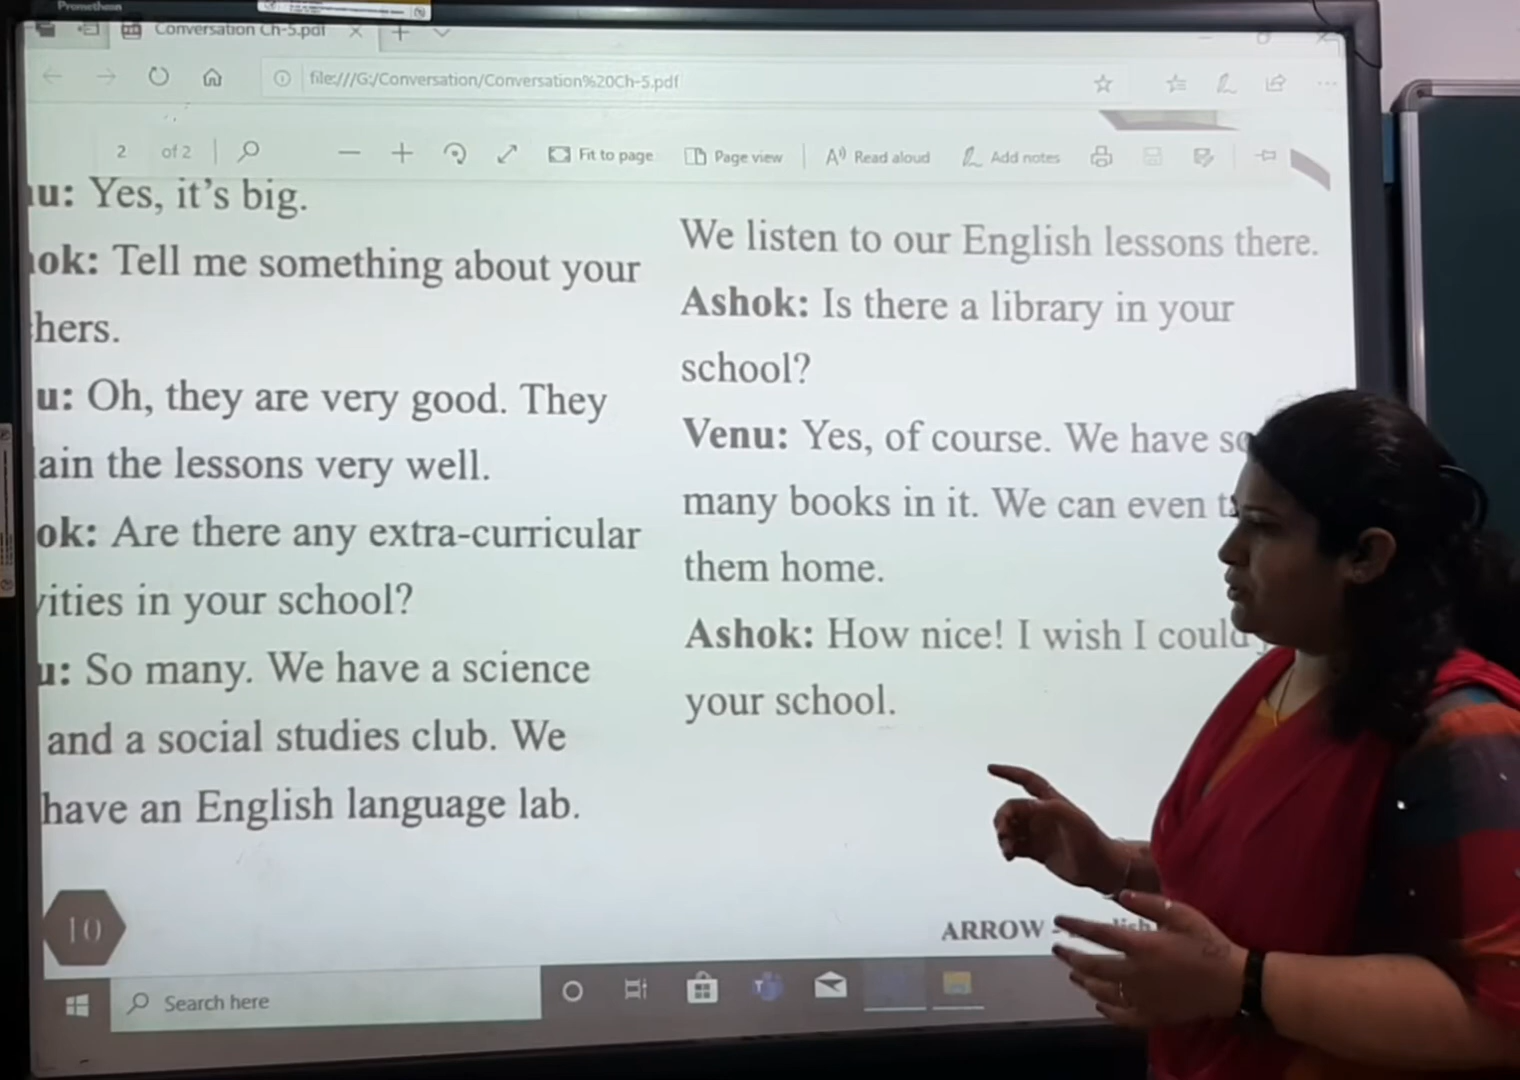 Promethean
Conversation Ch-5.pdf
file:///G:/Conversation/Conversation%20Ch-5.pdf
2 of 2
Fit to page
Page view
Read aloud
Add notes
u: Yes, it's big.
ok: Tell me something about your
hers.
u: Oh, they are very good. They
ain the lessons very well.
ok: Are there any extra-curricular
ities in your school?
u: So many. We have a science
and a social studies club. We
have an English language lab.
We listen to our English lessons there.
Ashok: Is there a library in your
school?
Venu: Yes, of course. We have so
many books in it. We can even
them home.
Ashok: How nice! I wish I could
your school.
10
ARROW -
Search here